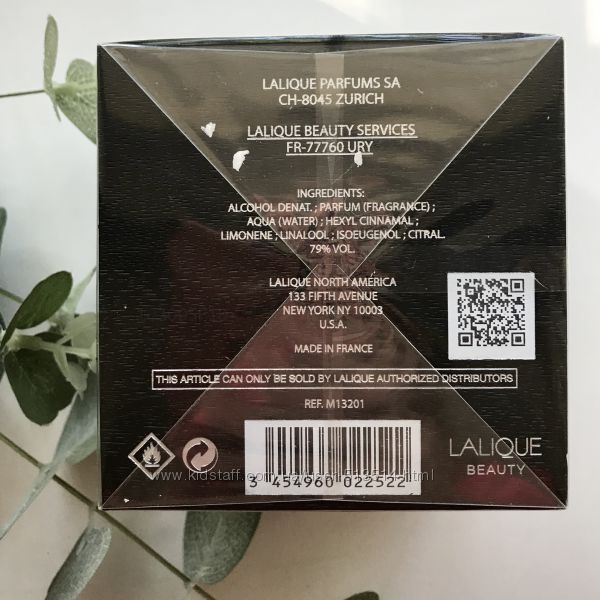 LALIQUE PARFUMS SA
CH-8045 ZURICH
LALIQUE BEAUTY SERVICES
FR-77760 URY
INGREDIENTS:
ALCOHOL DENAT. ; PARFUM (FRAGRANCE) ;
AQUA (WATER) ; HEXYL CINNAMAL ;
LIMONENE ; LINALOOL ; ISOEUGENOL ; CITRAL.
79% VOL.
LALIQUE NORTH AMÉRICA
133 FIFTH AVENUE
NEW YORK NY 10003
U.S.A.
MADE IN FRANCE
THIS ARTICLE CAN ONLY BE SOLD BY LALIQUE AUTHORIZED DISTRIBUTORS
REF. M13201
LALIQUE
BEAUTY
3 454960 022522